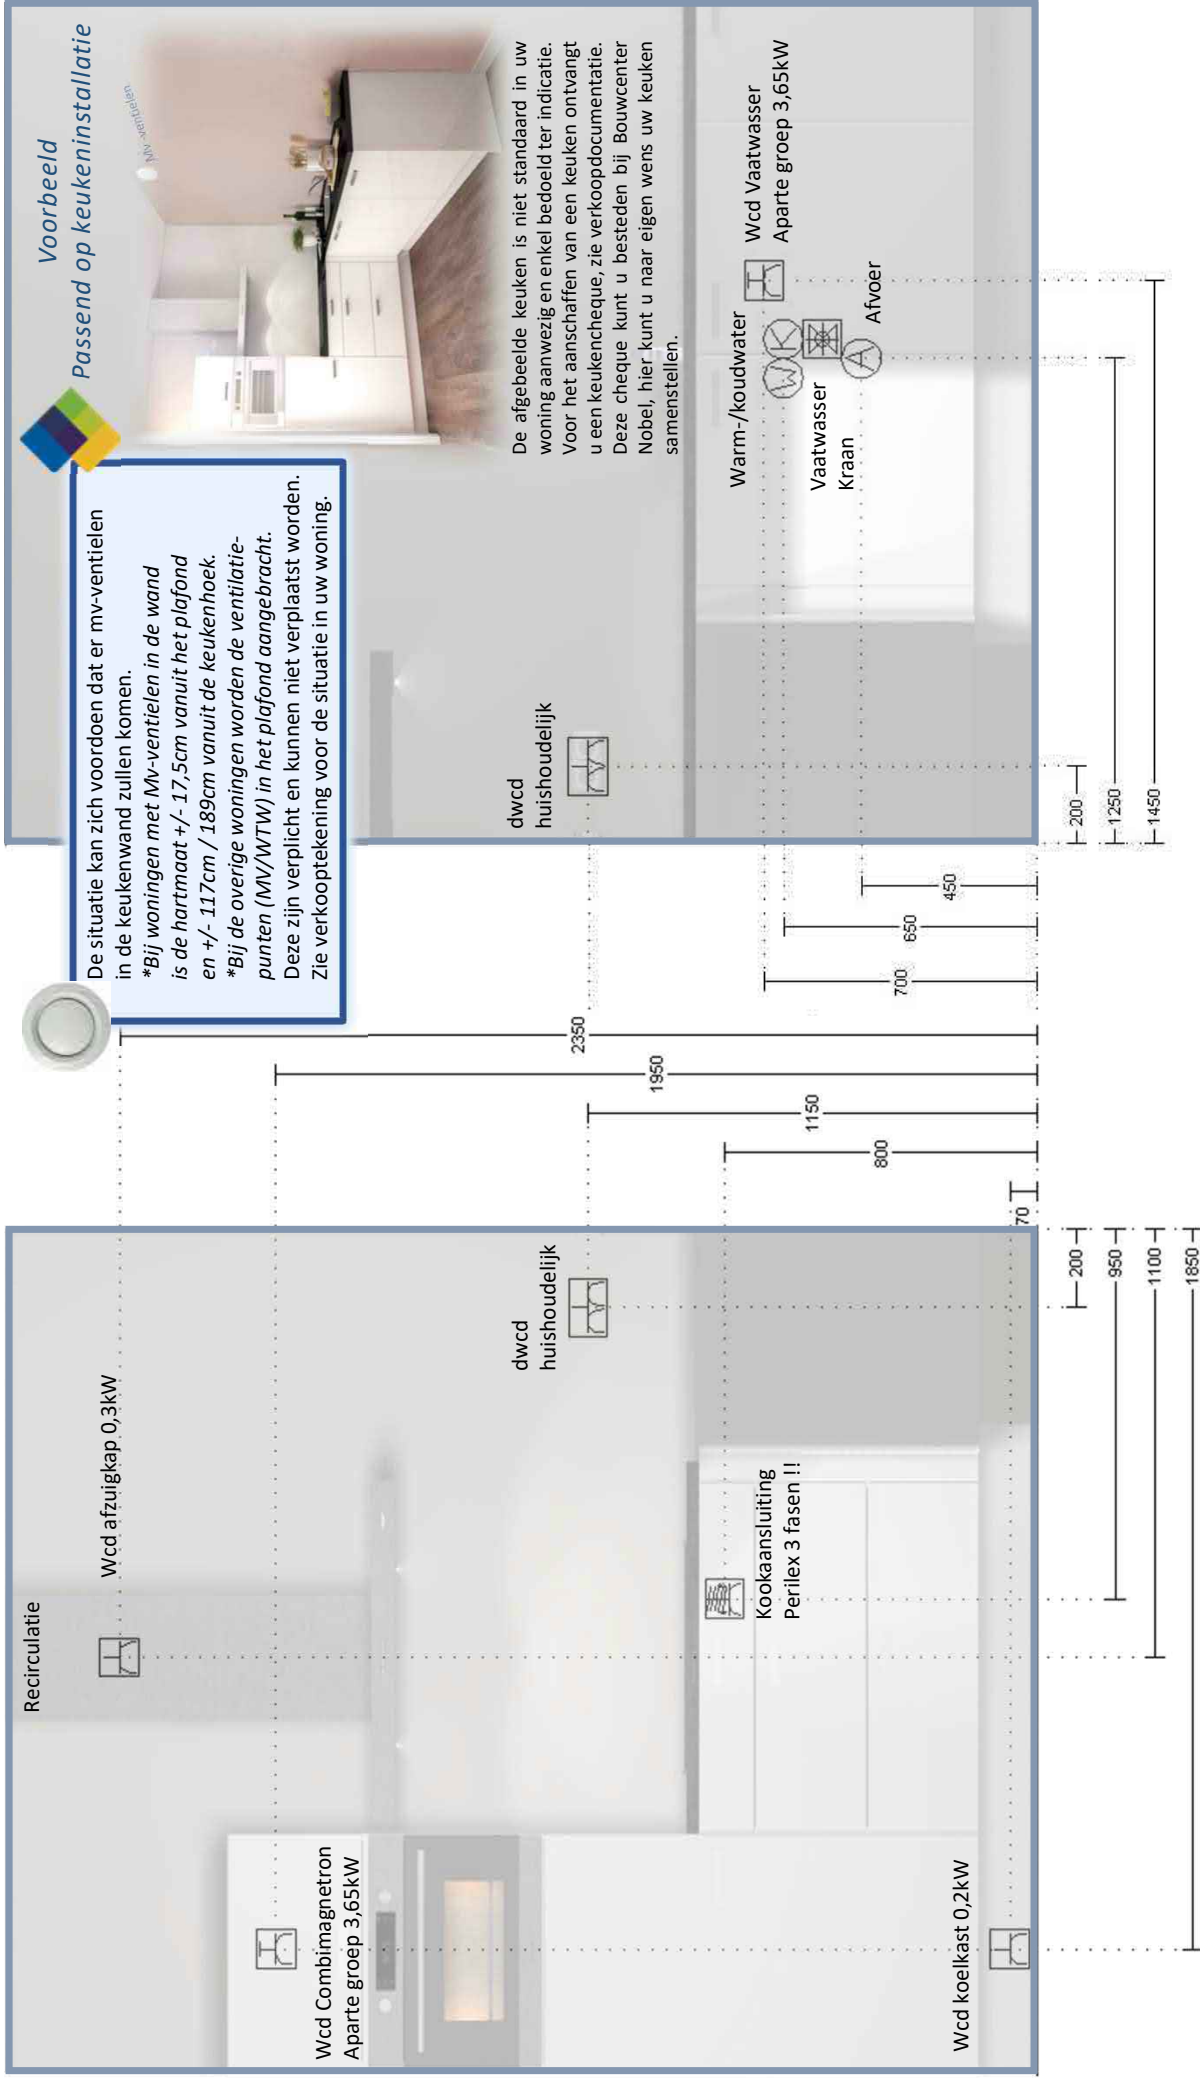 Voorbeeld
Passend op keukeninstallatie
Mv-ventielen
De situatie kan zich voordoen dat er mv-ventielen
in de keukenwand zullen komen.
*Bij woningen met Mv-ventielen in de wand
is de hartmaat +/- 17,5cm vanuit het plafond
en +/- 117cm / 189cm vanuit de keukenhoek.
*Bij de overige woningen worden de ventilatie-
punten (MV/WTW) in het plafond aangebracht.
Deze zijn verplicht en kunnen niet verplaatst worden.
Zie verkooptekening voor de situatie in uw woning.
De afgebeelde keuken is niet standaard in uw
woning aanwezig en enkel bedoeld ter indicatie.
Voor het aanschaffen van een keuken ontvangt
u een keukencheque, zie verkoopdocumentatie.
Deze cheque kunt u besteden bij Bouwcenter
Nobel, hier kunt u naar eigen wens uw keuken
samenstellen.
Recirculatie
Wcd afzuigkap 0,3kW
Wcd Combimagnetron
Aparte groep 3,65kW
dwcd
huishoudelijk
Kookaansluiting
Perilex 3 fasen !!
Wcd koelkast 0,2kW
2350
1950
1150
800
70
200
950
1100
1850
dwcd
huishoudelijk
Warm-/koudwater
Wcd Vaatwasser
Aparte groep 3,65kW
W
K
Vaatwasser
Kraan
A
Afvoer
700
650
450
200
1250
1450